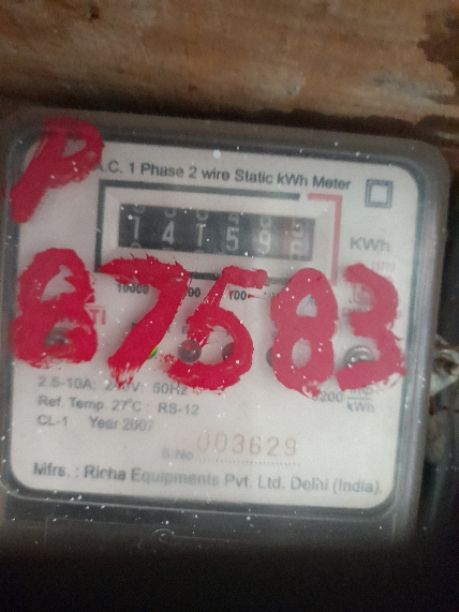 P
A.C. 1 Phase 2 wire Static kWh Meter
KWh
87583
2.5-10A; 50Hz
Ref. Temp. 27°C : RS-12
kWh
CL-1 Year 2007
S.No 003629
Mfrs. : Richa Equipments Pvt. Ltd. Delhi (India).